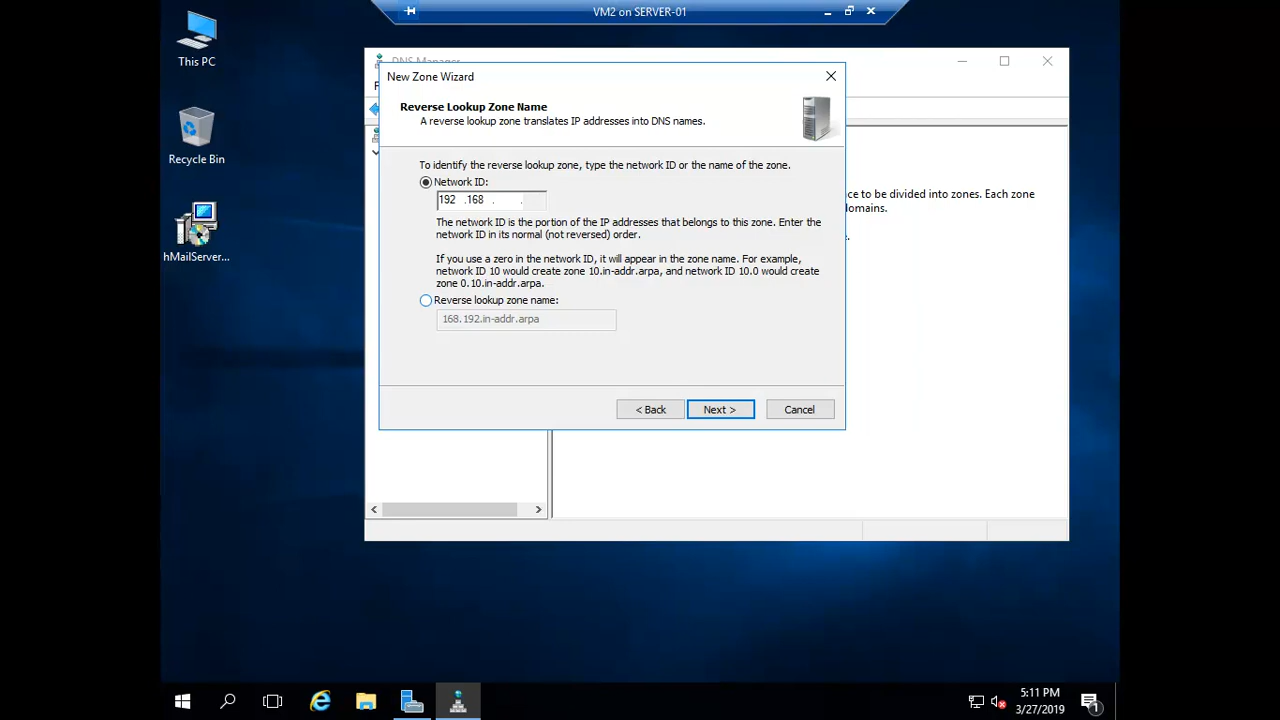 VM2 on SERVER-01
This PC
Recycle Bin
hMailServer...
DNS Manager
New Zone Wizard
Reverse Lookup Zone Name
A reverse lookup zone translates IP addresses into DNS names.
To identify the reverse lookup zone, type the network ID or the name of the zone.
Network ID:
192 .168 . .
The network ID is the portion of the IP addresses that belongs to this zone. Enter the
network ID in its normal (not reversed) order.
If you use a zero in the network ID, it will appear in the zone name. For example,
network ID 10 would create zone 10.in-addr.arpa, and network ID 10.0 would create
zone 0.10.in-addr.arpa.
Reverse lookup zone name:
168.192.in-addr.arpa
< Back
Next >
Cancel
ce to be divided into zones. Each zone
domains.
5:11 PM
3/27/2019
1